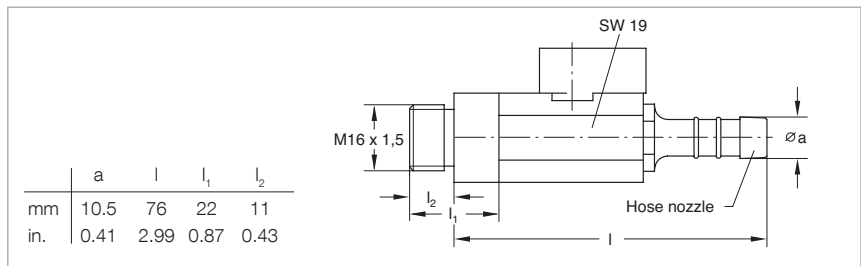 SW 19
M16 x 1,5
⌀a
l₂
l₁
Hose nozzle
l
a l l₁ l₂
mm 10.5 76 22 11
in. 0.41 2.99 0.87 0.43